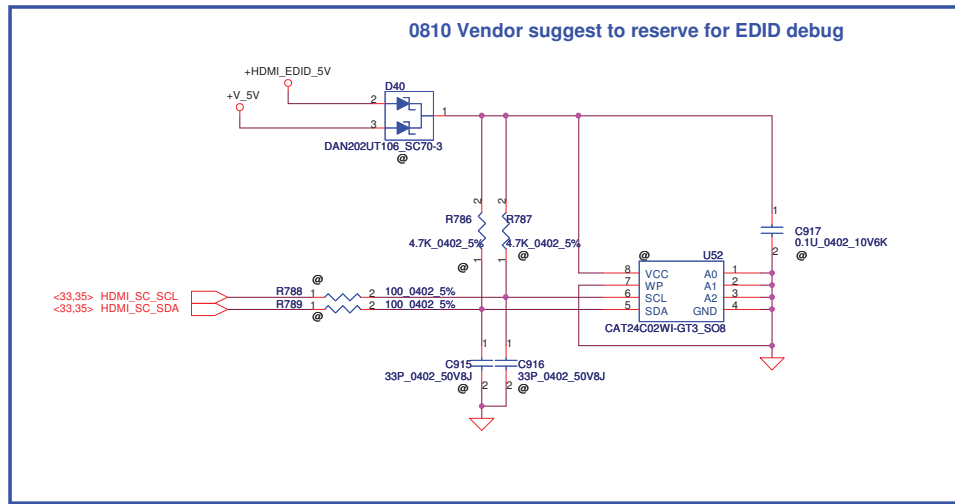 0810 Vendor suggest to reserve for EDID debug
+HDMI_EDID_5V
+V_5V
D40
2
1
3
DAN202UT106_SC70-3
@
2
2
R786
R787
4.7K_0402_5%
4.7K_0402_5%
1
1
@
@
1
C917
0.1U_0402_10V6K
2
@
@
U52
8 VCC A0 1
7 WP A1 2
6 SCL A2 3
5 SDA GND 4
CAT24C02WI-GT3_SO8
@
<33,35> HDMI_SC_SCL R788 1 2 100_0402_5%
<33,35> HDMI_SC_SDA R789 1 2 100_0402_5%
@
1
1
C915
C916
33P_0402_50V8J
33P_0402_50V8J
2
2
@
@